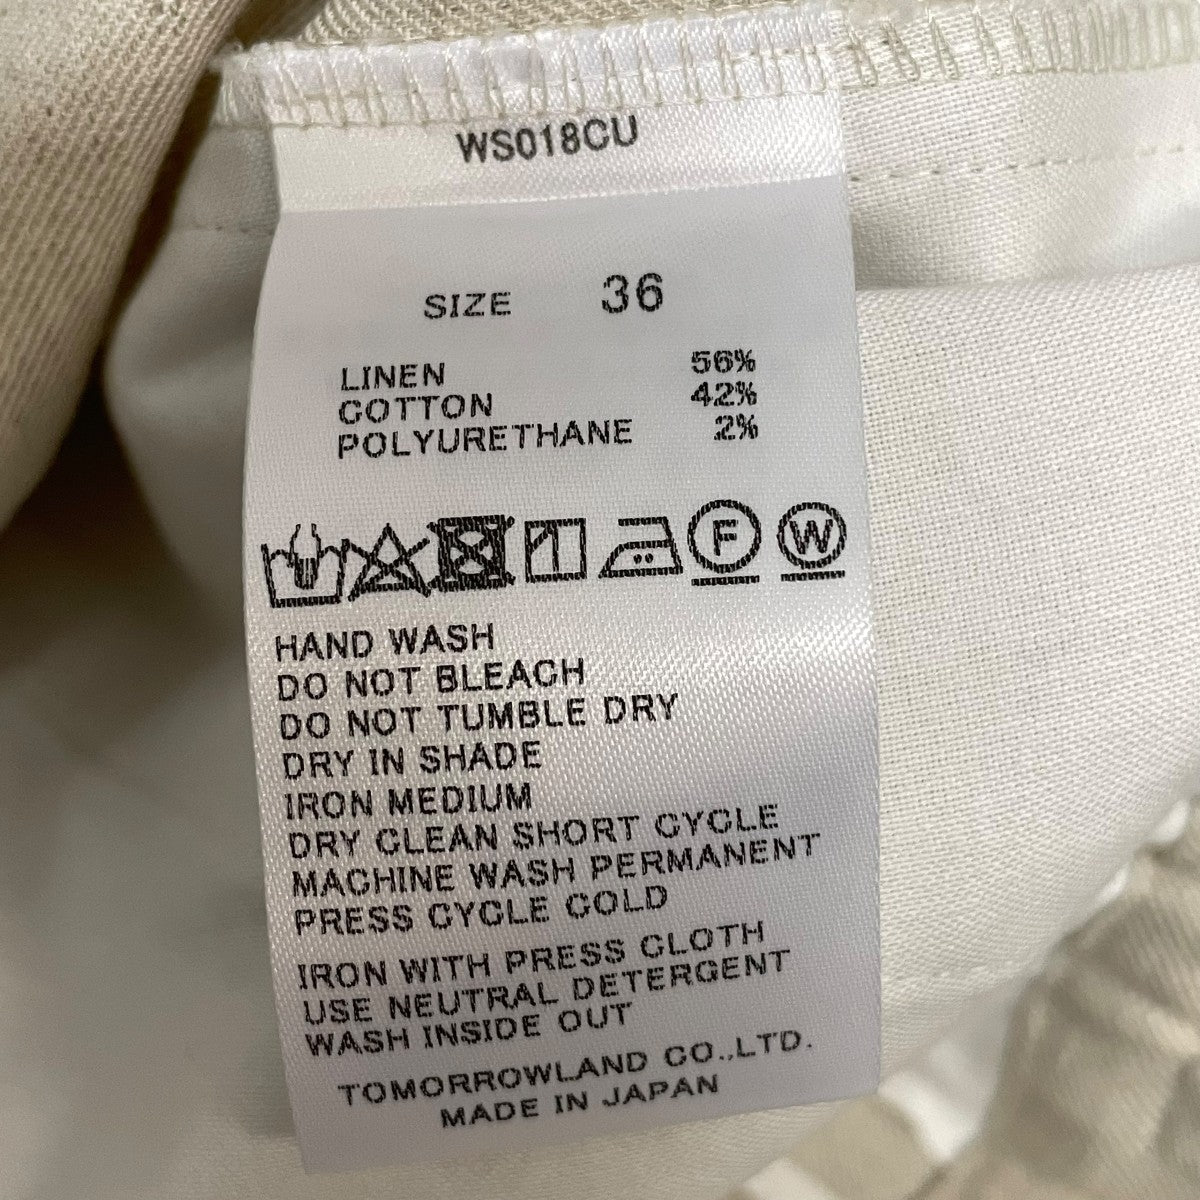 WS018CU
SIZE 36
LINEN 56%
COTTON 42%
POLYURETHANE 2%
F W
HAND WASH
DO NOT BLEACH
DO NOT TUMBLE DRY
DRY IN SHADE
IRON MEDIUM
DRY CLEAN SHORT CYCLE
MACHINE WASH PERMANENT
PRESS CYCLE COLD
IRON WITH PRESS CLOTH
USE NEUTRAL DETERGENT
WASH INSIDE OUT
TOMORROWLAND CO.,LTD.
MADE IN JAPAN